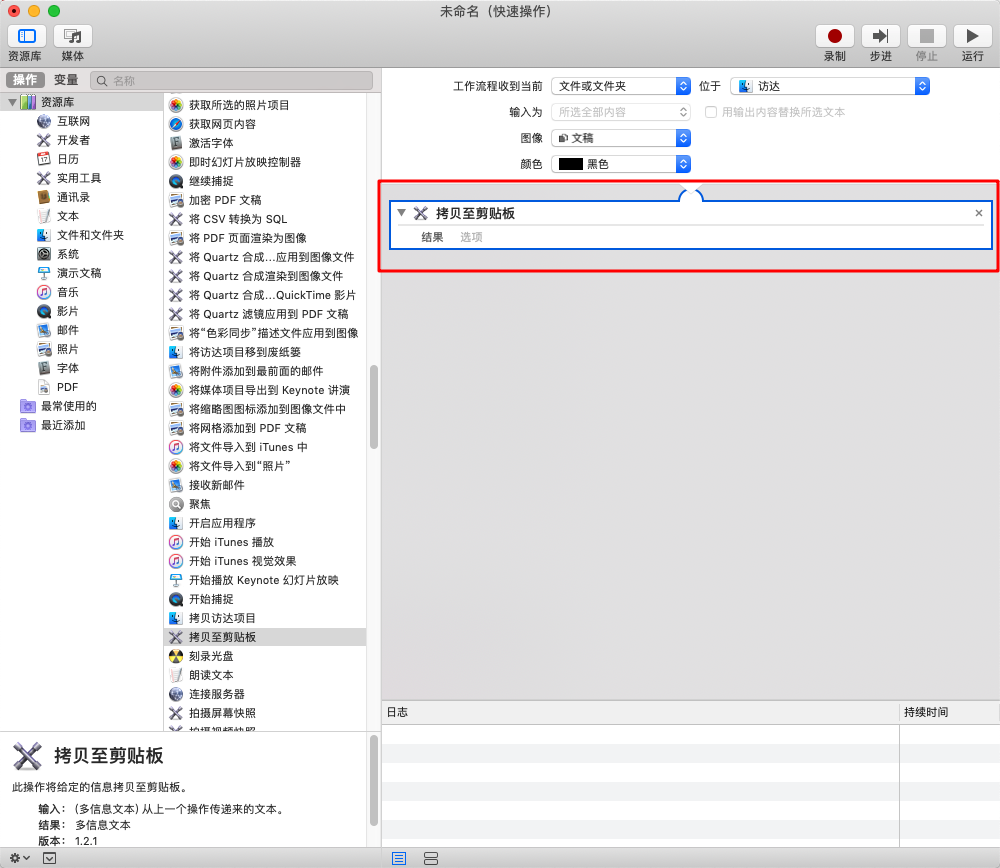 未命名（快速操作）
资源库
媒体
录制
步进
停止
运行
操作
变量
名称
资源库
互联网
开发者
日历
实用工具
通讯录
文本
文件和文件夹
系统
演示文稿
音乐
影片
邮件
照片
字体
PDF
最常使用的
最近添加
获取所选的照片项目
获取网页内容
激活字体
即时幻灯片放映控制器
继续捕捉
加密 PDF 文稿
将 CSV 转换为 SQL
将 PDF 页面渲染为图像
将 Quartz 合成...应用到图像文件
将 Quartz 合成渲染到图像文件
将 Quartz 合成...QuickTime 影片
将 Quartz 滤镜应用到 PDF 文稿
将“色彩同步”描述文件应用到图像
将访达项目移到废纸篓
将附件添加到最前面的邮件
将媒体项目导出到 Keynote 讲演
将缩略图图标添加到图像文件中
将网格添加到 PDF 文稿
将文件导入到 iTunes 中
将文件导入到“照片”
接收新邮件
聚焦
开启应用程序
开始 iTunes 播放
开始 iTunes 视觉效果
开始播放 Keynote 幻灯片放映
开始捕捉
拷贝访达项目
拷贝至剪贴板
刻录光盘
朗读文本
连接服务器
拍摄屏幕快照
拍摄视频快照
工作流程收到当前 文件或文件夹 位于 访达
输入为 所选全部内容 用输出内容替换所选文本
图像 文稿
颜色 黑色
拷贝至剪贴板
结果 选项
日志
持续时间
拷贝至剪贴板
此操作将给定的信息拷贝至剪贴板。
输入： (多信息文本) 从上一个操作传递来的文本。
结果： 多信息文本
版本： 1.2.1